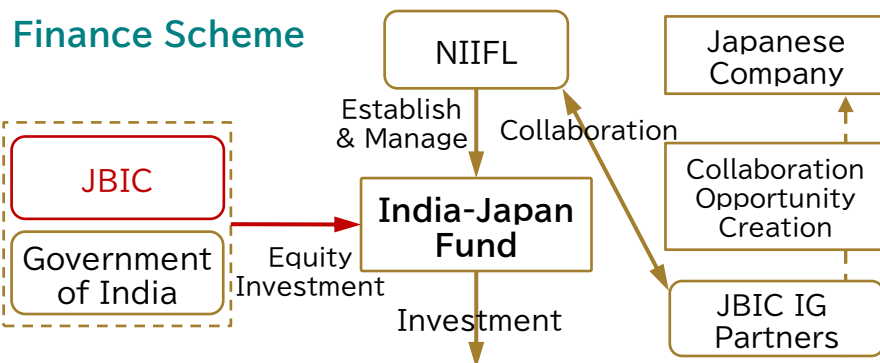 Finance Scheme
NIIFL
Japanese
Company
Establish
& Manage
Collaboration
JBIC
Government
of India
India-Japan
Fund
Collaboration
Opportunity
Creation
Equity
Investment
Investment
JBIC IG
Partners